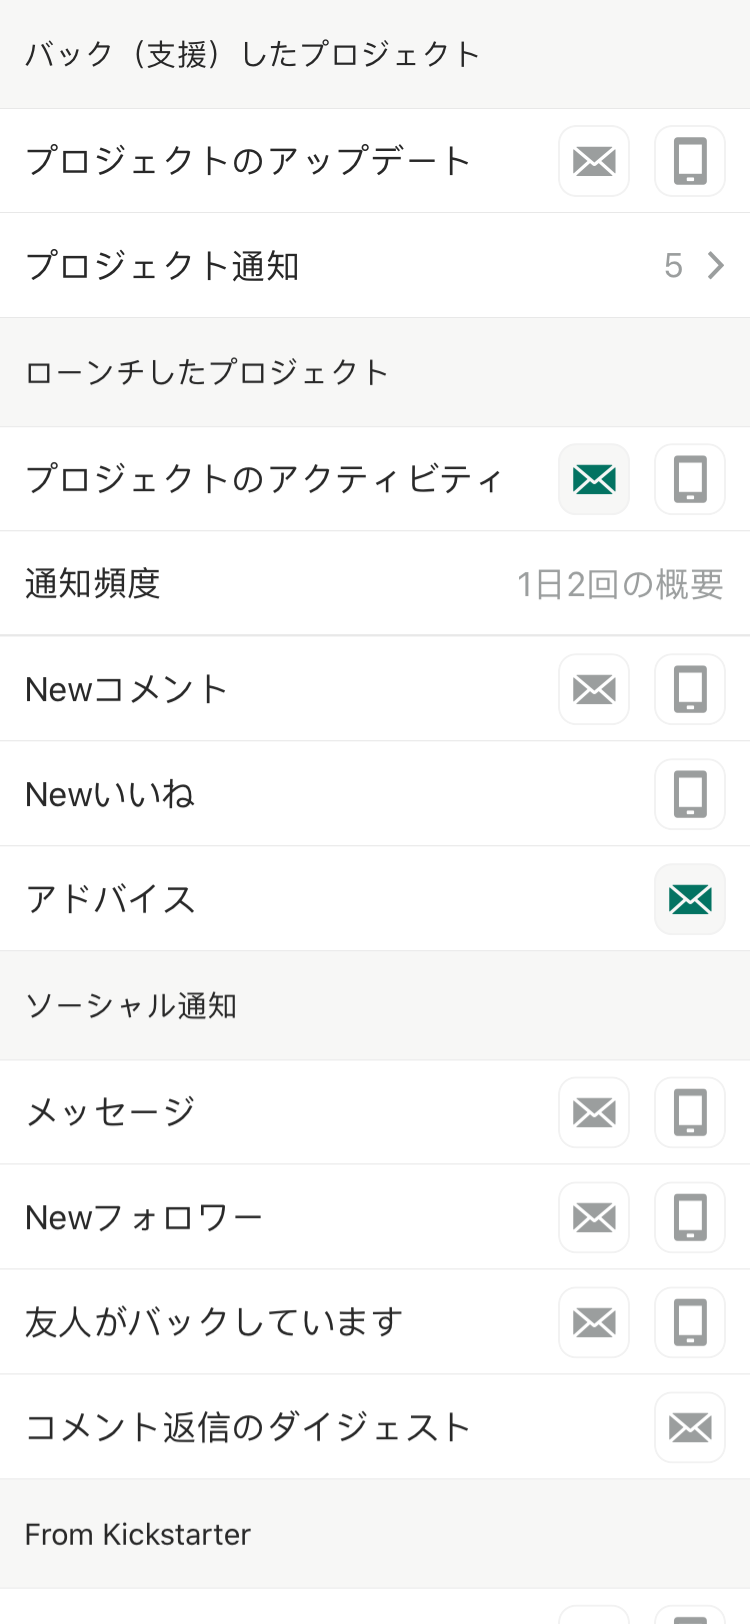 バック（支援）したプロジェクト
プロジェクトのアップデート
プロジェクト通知 5
ローンチしたプロジェクト
プロジェクトのアクティビティ
通知頻度 1日2回の概要
Newコメント
Newいいね
アドバイス
ソーシャル通知
メッセージ
Newフォロワー
友人がバックしています
コメント返信のダイジェスト
From Kickstarter